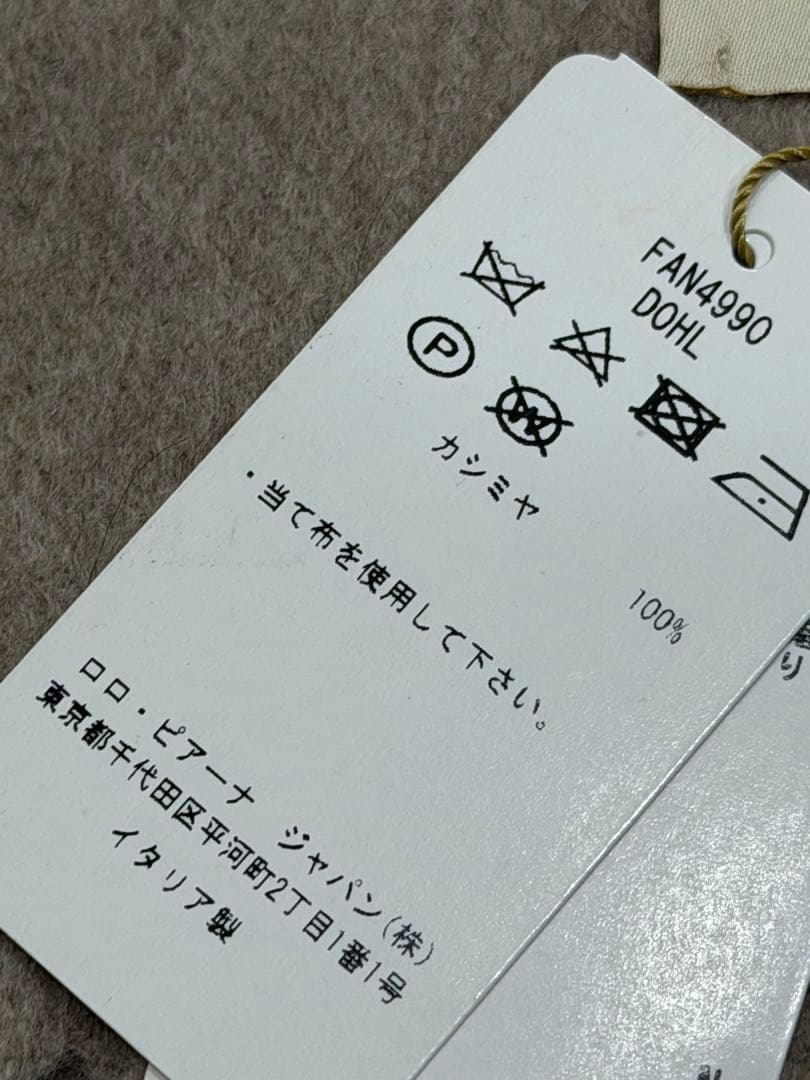 FAN4990
DOHL
P
W
カシミヤ 100%
・当て布を使用して下さい。
ロロ・ピアーナ ジャパン(株)
東京都千代田区平河町2丁目1番1号
イタリア製
り